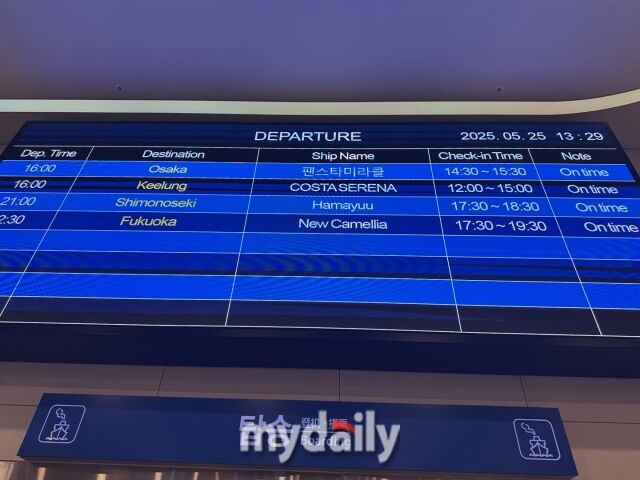 DEPARTURE 2025. 05. 25 13 : 29
Dep. Time Destination Ship Name Check-in Time Note
16:00 Osaka 팬스타미라클 14:30 ~ 15:30 On time
16:00 Keelung COSTA SERENA 12:00 ~ 15:00 On time
21:00 Shimonoseki Hamayuu 17:30 ~ 18:30 On time
2:30 Fukuoka New Camellia 17:30 ~ 19:30 On time
탑승
Boarding
mydaily